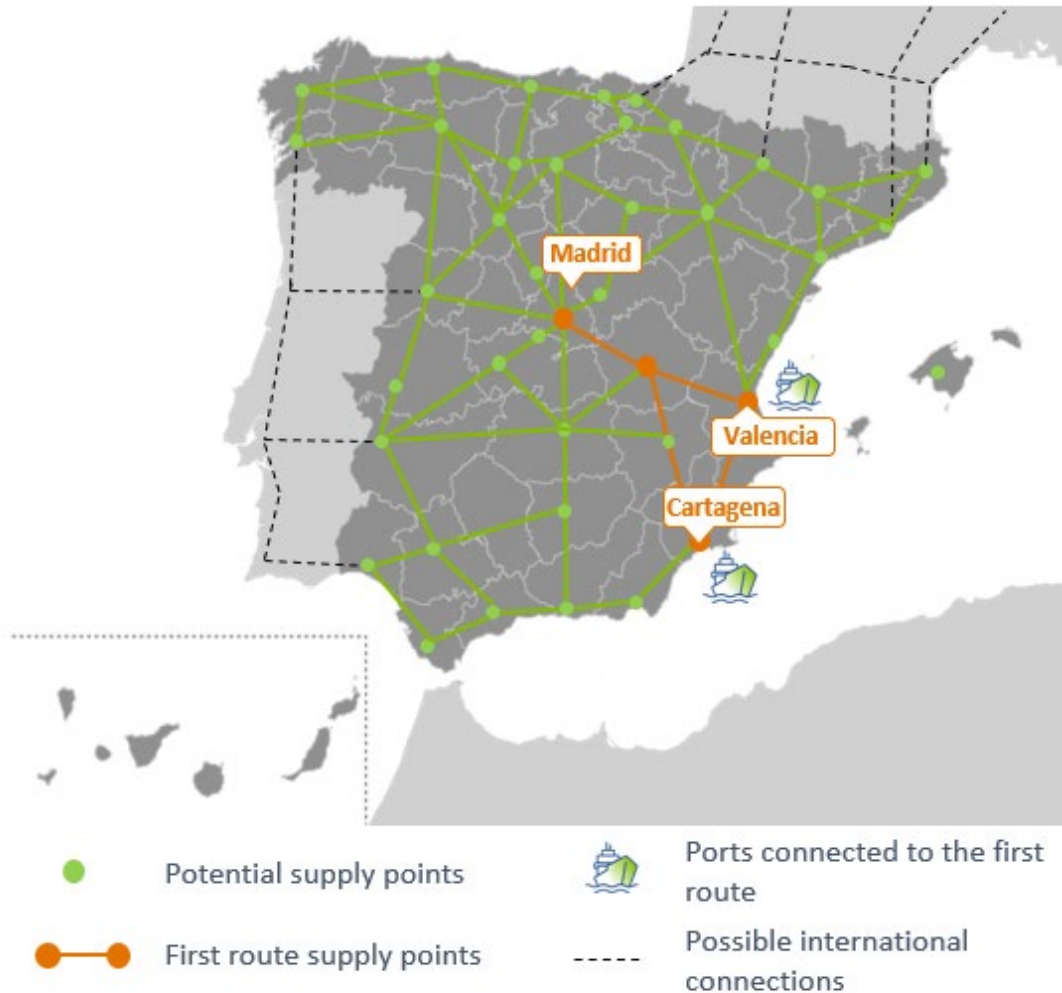 Madrid
Valencia
Cartagena
Potential supply points
Ports connected to the first
route
First route supply points
Possible international
connections